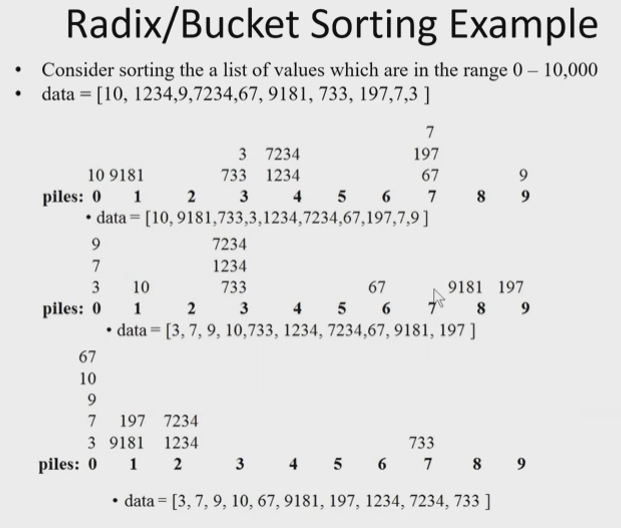 Radix/Bucket Sorting Example
• Consider sorting the a list of values which are in the range 0 – 10,000
• data = [10, 1234,9,7234,67, 9181, 733, 197,7,3 ]
7
3 7234 197
10 9181 733 1234 67 9
piles: 0 1 2 3 4 5 6 7 8 9
• data = [10, 9181,733,3,1234,7234,67,197,7,9 ]
9 7234
7 1234
3 10 733 67 9181 197
piles: 0 1 2 3 4 5 6 7 8 9
• data = [3, 7, 9, 10,733, 1234, 7234,67, 9181, 197 ]
67
10
9
7 197 7234
3 9181 1234 733
piles: 0 1 2 3 4 5 6 7 8 9
• data = [3, 7, 9, 10, 67, 9181, 197, 1234, 7234, 733 ]